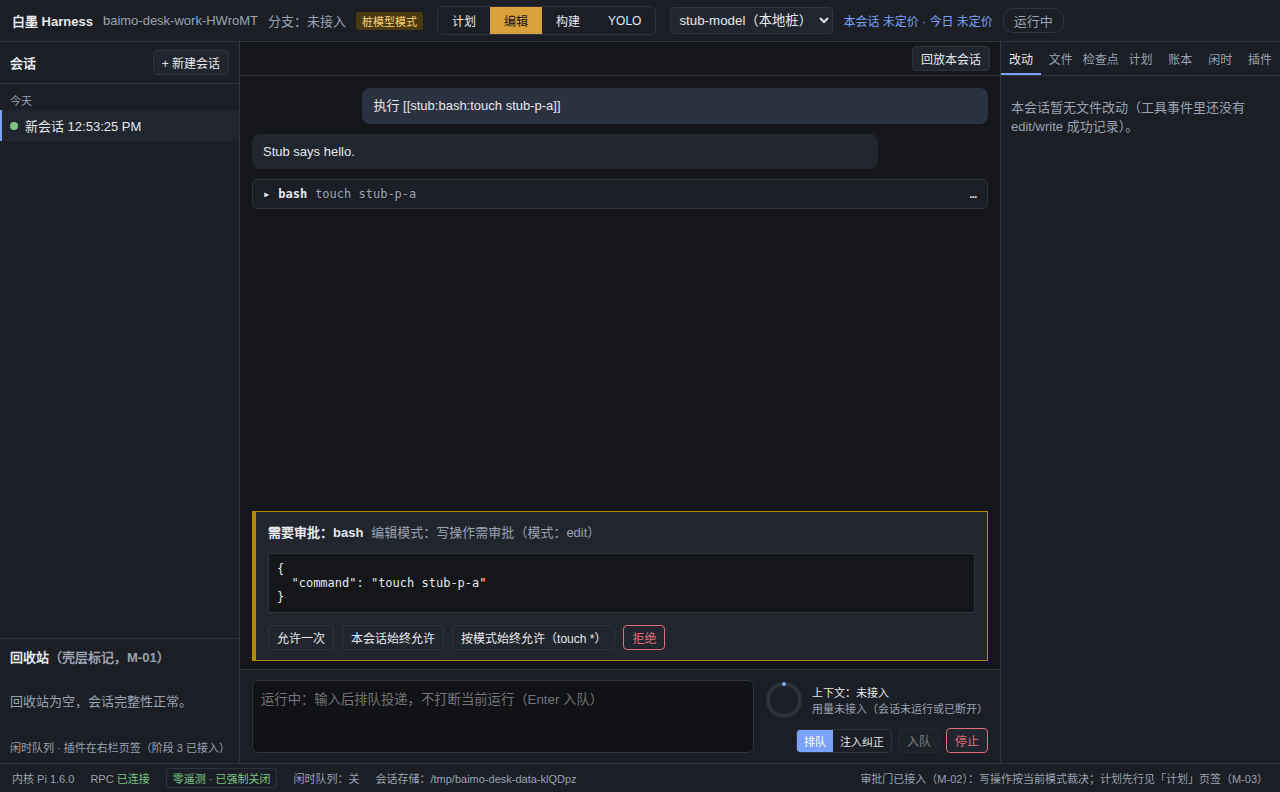 白墨 Harness baimo-desk-work-HWroMT 分支：未接入 桩模型模式 计划 编辑 构建 YOLO stub-model（本地桩） 本会话 未定价 · 今日 未定价 运行中
会话 + 新建会话
今天
新会话 12:53:25 PM
回收站（壳层标记，M-01）
回收站为空，会话完整性正常。
闲时队列 · 插件在右栏页签（阶段 3 已接入）
回放本会话
执行 [[stub:bash:touch stub-p-a]]
Stub says hello.
▸ bash touch stub-p-a …
需要审批：bash 编辑模式：写操作需审批（模式：edit）
{
"command": "touch stub-p-a"
}
允许一次 本会话始终允许 按模式始终允许（touch *） 拒绝
运行中：输入后排队投递，不打断当前运行（Enter 入队）
上下文：未接入
用量未接入（会话未运行或已断开）
排队 注入纠正 入队 停止
改动 文件 检查点 计划 账本 闲时 插件
本会话暂无文件改动（工具事件里还没有
edit/write 成功记录）。
内核 Pi 1.6.0 RPC 已连接 零遥测 · 已强制关闭 闲时队列：关 会话存储：/tmp/baimo-desk-data-klQDpz 审批门已接入（M-02）：写操作按当前模式裁决；计划先行见「计划」页签（M-03）